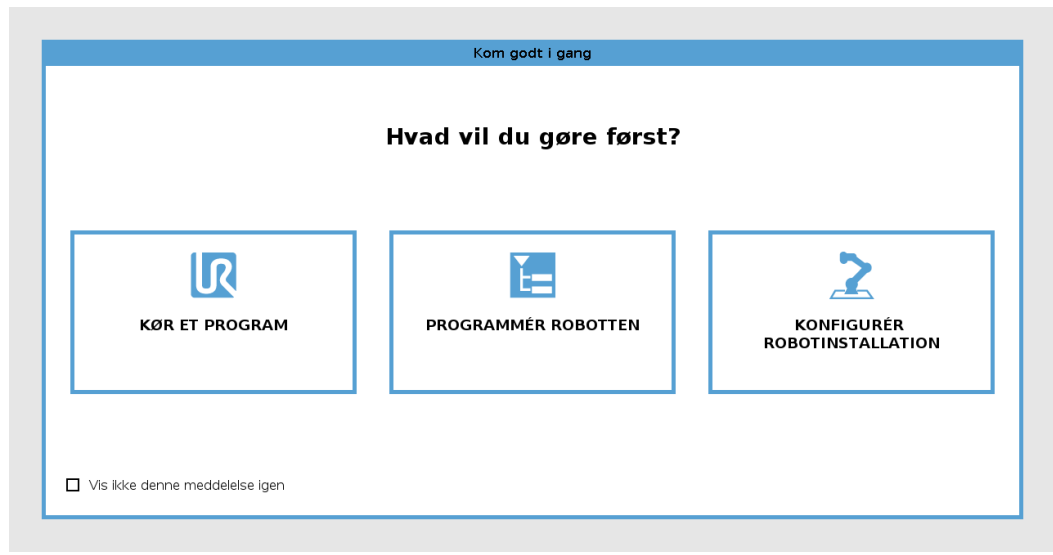 Kom godt i gang
Hvad vil du gøre først?
KØR ET PROGRAM
PROGRAMMÉR ROBOTTEN
KONFIGURÉR
ROBOTINSTALLATION
Vis ikke denne meddelelse igen